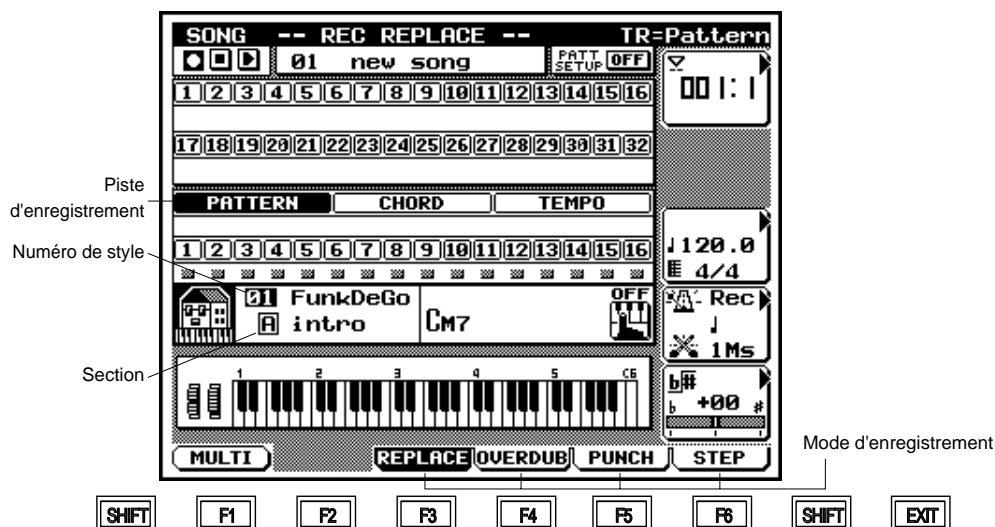 SONG -- REC REPLACE -- TR=Pattern
01 new song PATT SETUP OFF
001:1
1 2 3 4 5 6 7 8 9 10 11 12 13 14 15 16
17 18 19 20 21 22 23 24 25 26 27 28 29 30 31 32
Piste d'enregistrement
PATTERN CHORD TEMPO
Numéro de style
1 2 3 4 5 6 7 8 9 10 11 12 13 14 15 16
♩120.0
4/4
01 FunkDeGo
A intro
CM7
OFF
Rec
♩
1Ms
Section
1 2 3 4 5 C6
b#
b +00 #
Mode d'enregistrement
MULTI REPLACE OVERDUB PUNCH STEP
SHIFT F1 F2 F3 F4 F5 F6 SHIFT EXIT